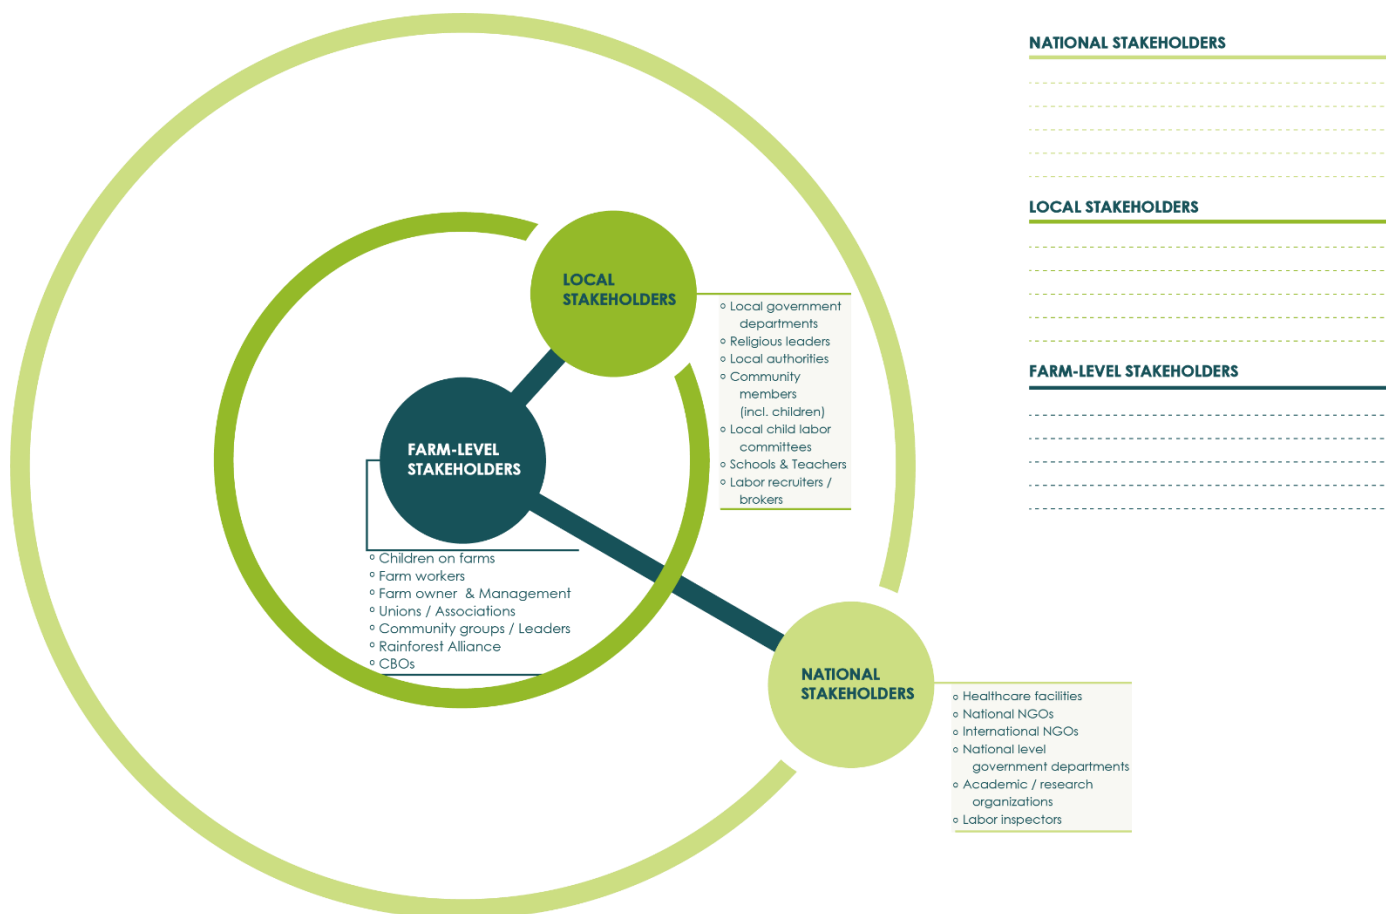 NATIONAL STAKEHOLDERS
LOCAL STAKEHOLDERS
FARM-LEVEL STAKEHOLDERS
LOCAL
STAKEHOLDERS
○ Local government
departments
○ Religious leaders
○ Local authorities
○ Community
members
(incl. children)
○ Local child labor
committees
○ Schools & Teachers
○ Labor recruiters /
brokers
FARM-LEVEL
STAKEHOLDERS
○ Children on farms
○ Farm workers
○ Farm owner & Management
○ Unions / Associations
○ Community groups / Leaders
○ Rainforest Alliance
○ CBOs
NATIONAL
STAKEHOLDERS
○ Healthcare facilities
○ National NGOs
○ International NGOs
○ National level
government departments
○ Academic / research
organizations
○ Labor inspectors